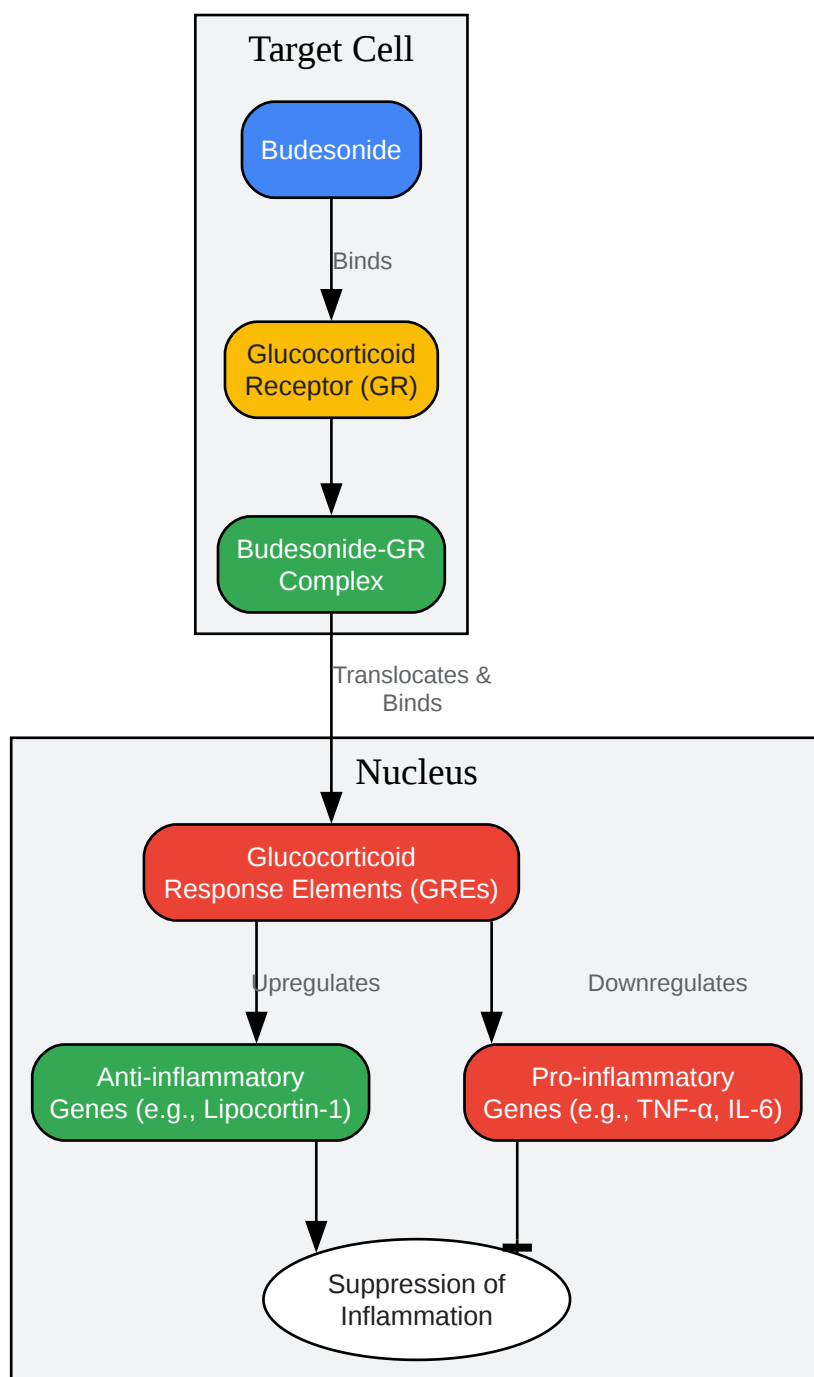 Target Cell
Budesonide
Binds
Glucocorticoid
Receptor (GR)
Budesonide-GR
Complex
Translocates &
Binds
Nucleus
Glucocorticoid
Response Elements (GREs)
Upregulates
Downregulates
Anti-inflammatory
Genes (e.g., Lipocortin-1)
Pro-inflammatory
Genes (e.g., TNF-α, IL-6)
Suppression of
Inflammation